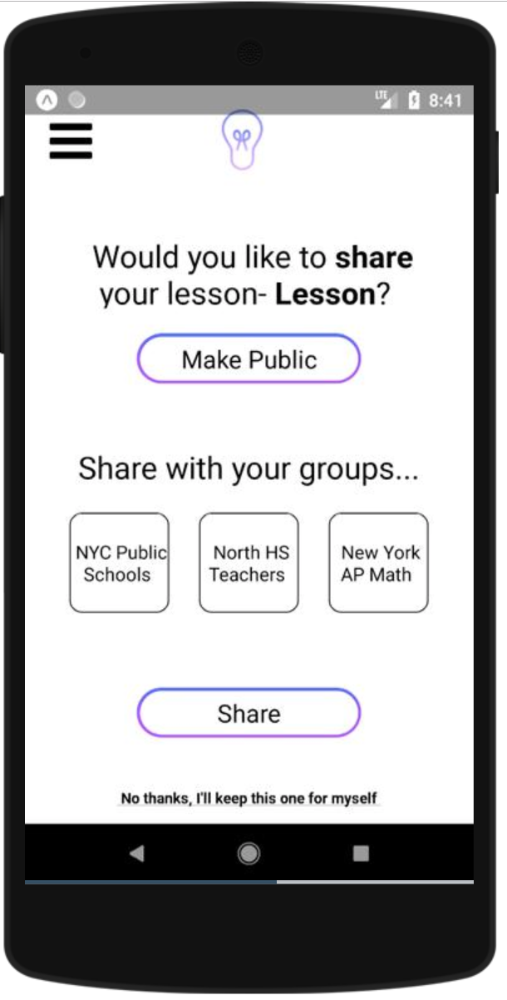 LTE 8:41
Would you like to share
your lesson- Lesson?
Make Public
Share with your groups...
NYC Public
Schools
North HS
Teachers
New York
AP Math
Share
No thanks, I'll keep this one for myself